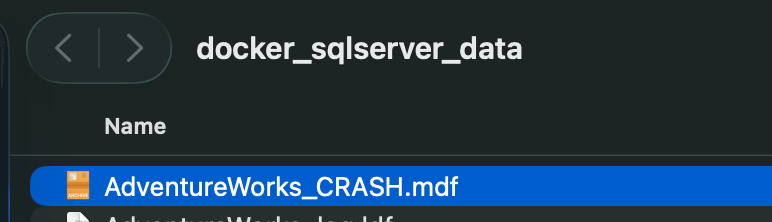 docker_sqlserver_data
Name
AdventureWorks_CRASH.mdf